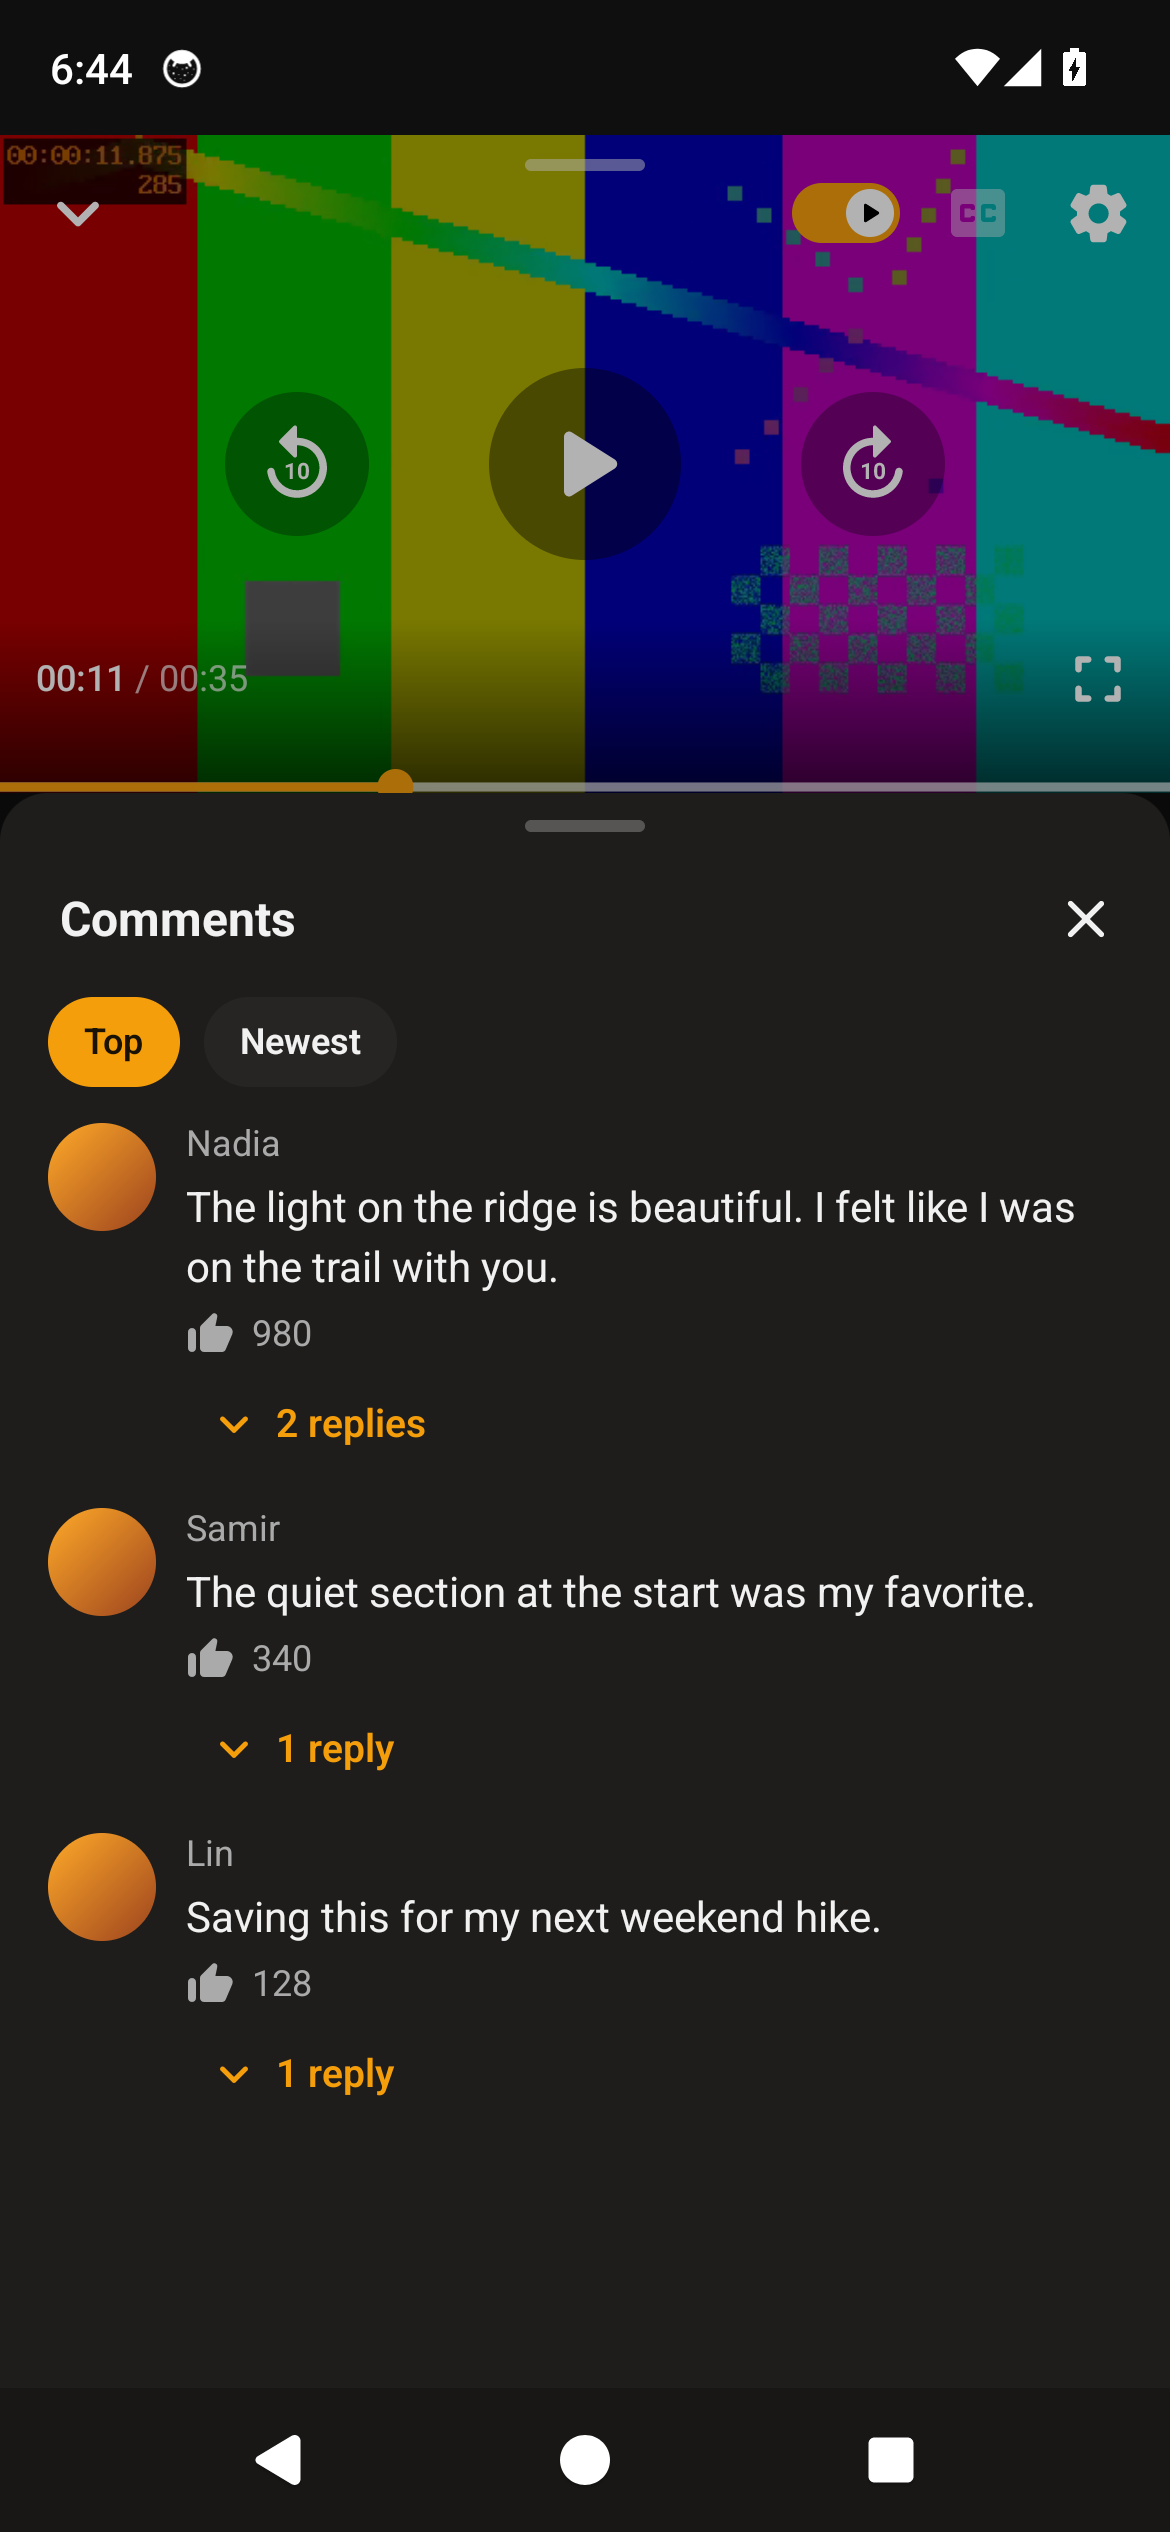 6:44
00:00:11.875
285
CC
10
10
00:11 / 00:35
Comments
Top
Newest
Nadia
The light on the ridge is beautiful. I felt like I was
on the trail with you.
980
2 replies
Samir
The quiet section at the start was my favorite.
340
1 reply
Lin
Saving this for my next weekend hike.
128
1 reply